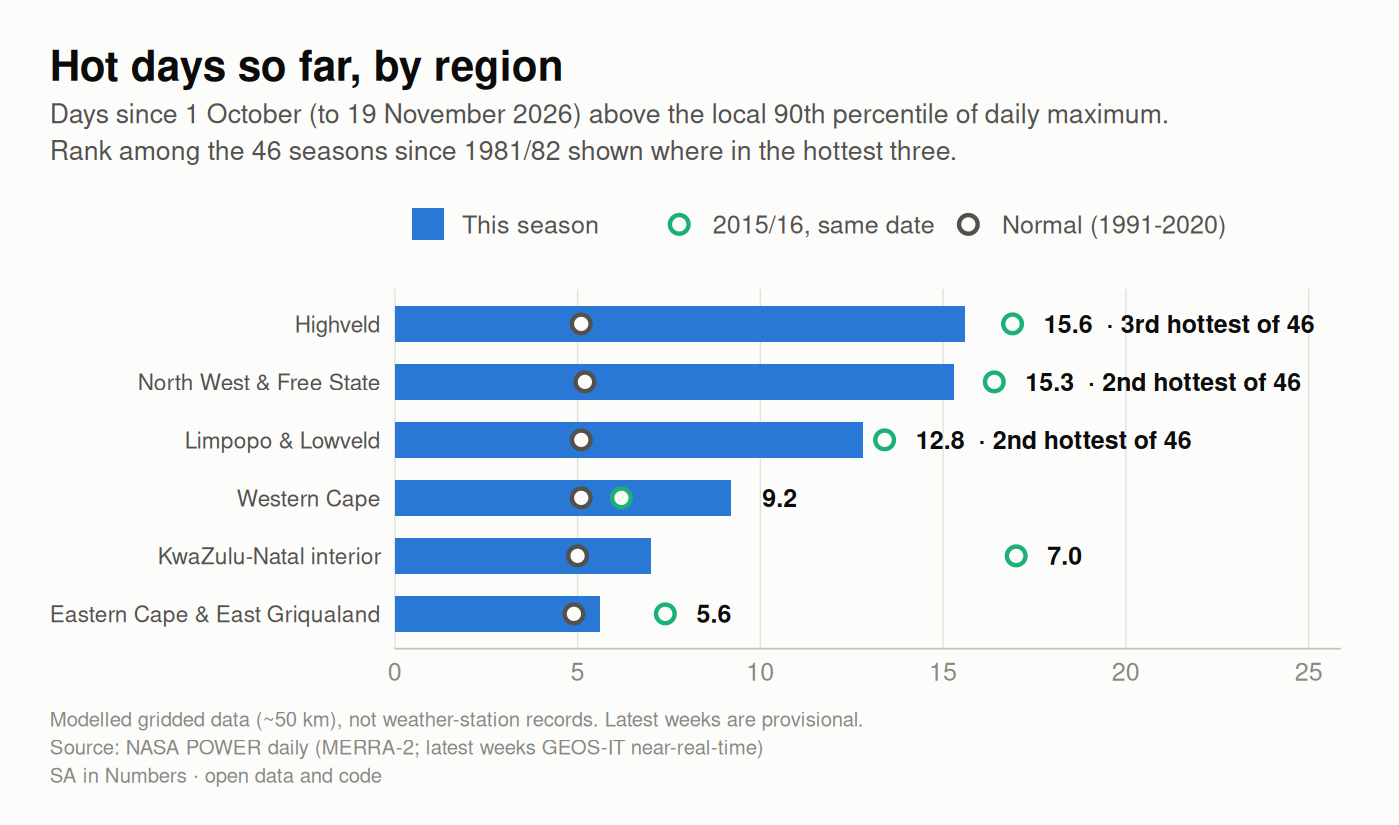 Hot days so far, by region
Days since 1 October (to 19 November 2026) above the local 90th percentile of daily maximum.
Rank among the 46 seasons since 1981/82 shown where in the hottest three.
This season
2015/16, same date
Normal (1991-2020)
Highveld
15.6 · 3rd hottest of 46
North West & Free State
15.3 · 2nd hottest of 46
Limpopo & Lowveld
12.8 · 2nd hottest of 46
Western Cape
9.2
KwaZulu-Natal interior
7.0
Eastern Cape & East Griqualand
5.6
0 5 10 15 20 25
Modelled gridded data (~50 km), not weather-station records. Latest weeks are provisional.
Source: NASA POWER daily (MERRA-2; latest weeks GEOS-IT near-real-time)
SA in Numbers · open data and code